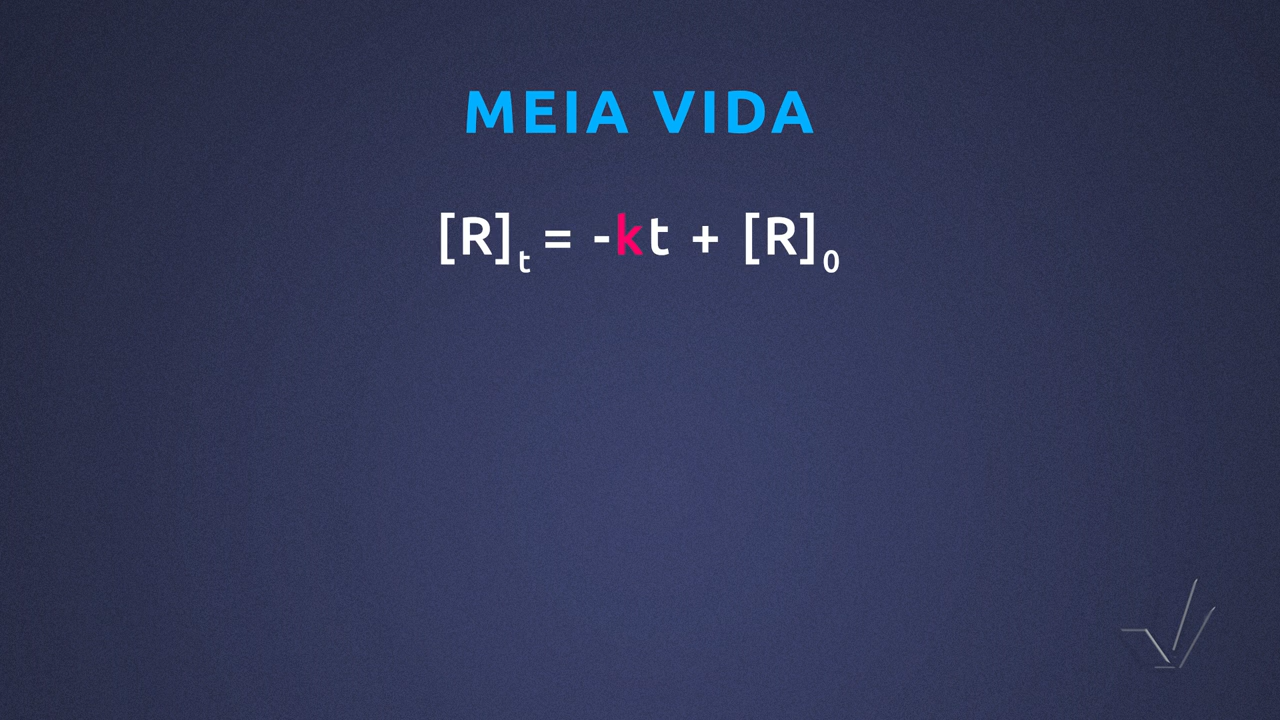 MEIA VIDA
[R]t = -kt + [R]0